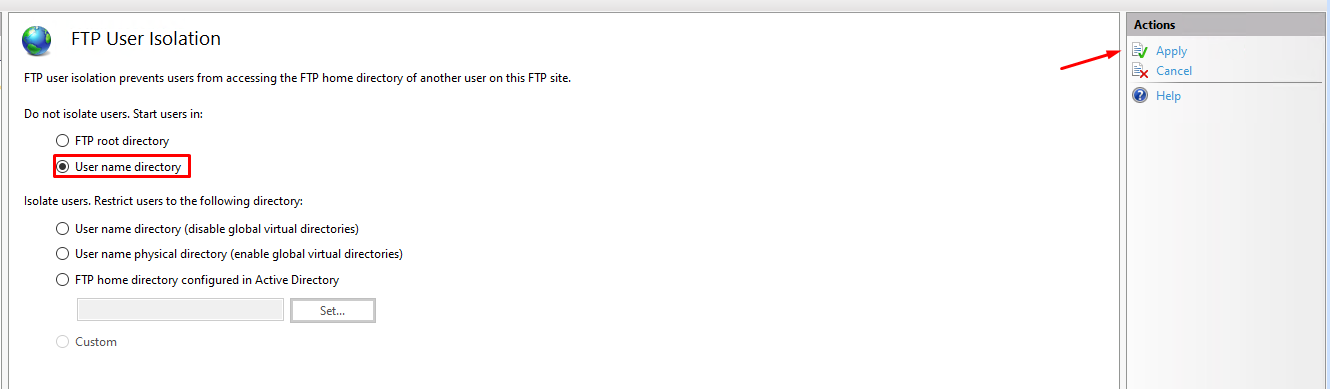 FTP User Isolation
FTP user isolation prevents users from accessing the FTP home directory of another user on this FTP site.
Do not isolate users. Start users in:
FTP root directory
User name directory
Isolate users. Restrict users to the following directory:
User name directory (disable global virtual directories)
User name physical directory (enable global virtual directories)
FTP home directory configured in Active Directory
Set...
Custom
Actions
Apply
Cancel
Help